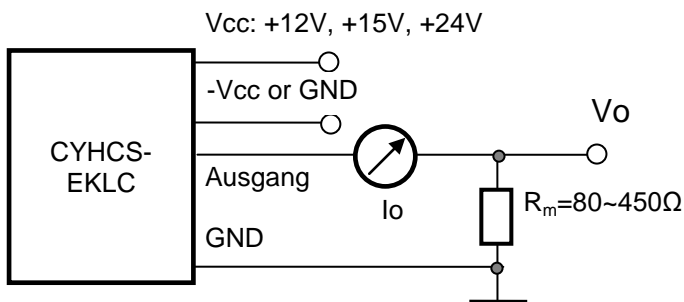 Vcc: +12V, +15V, +24V
-Vcc or GND
Vo
CYHCS-
EKLC
Ausgang
Io
Rm=80~450Ω
GND